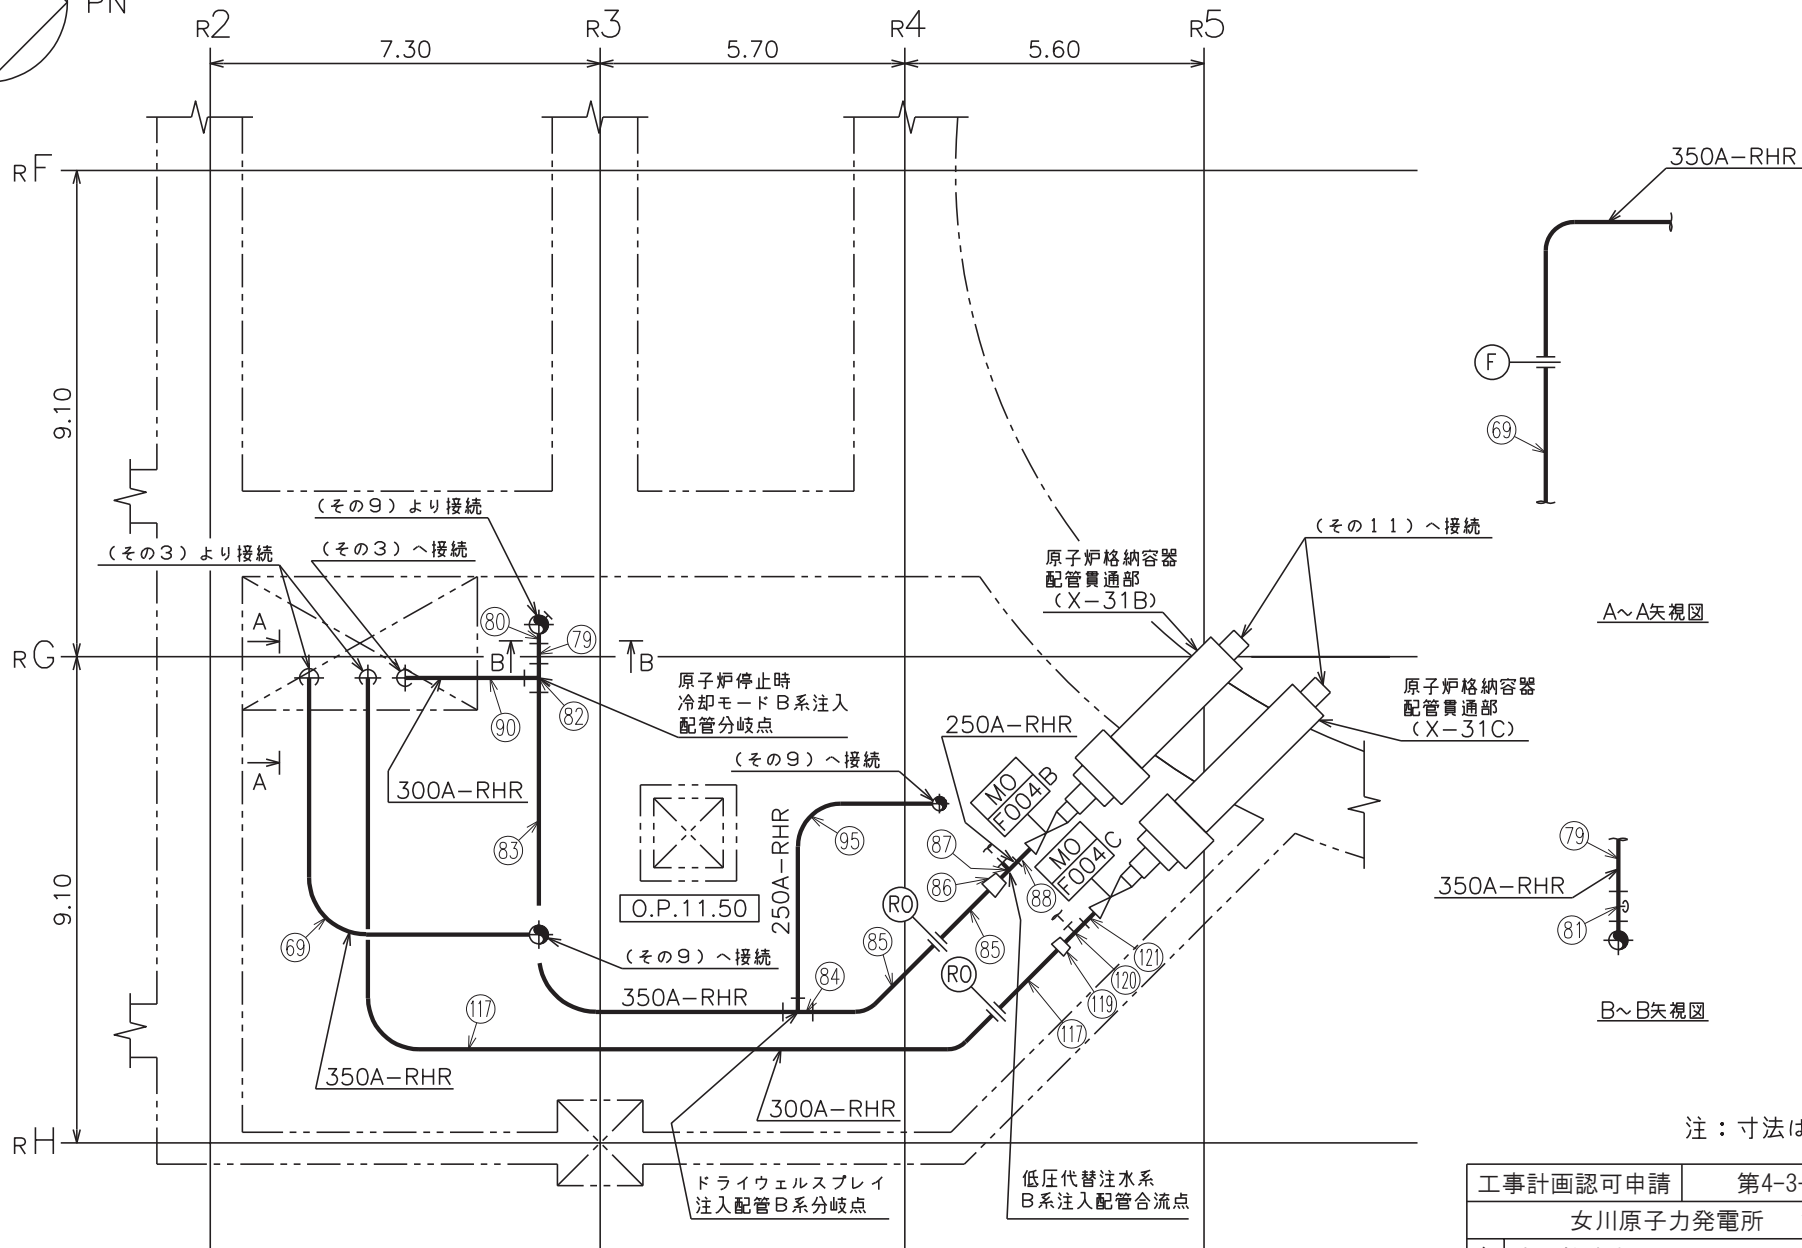 PN
R2
R3
R4
R5
7.30
5.70
5.60
RF
9.10
RG
9.10
RH
(その9)より接続
(その3)より接続
(その3)へ接続
A
A
80
79
B
B
82
90
300A-RHR
原子炉停止時
冷却モードB系注入
配管分岐点
83
69
350A-RHR
117
O.P.11.50
(その9)へ接続
350A-RHR
250A-RHR
(その9)へ接続
95
84
85
RO
85
RO
86
87
88
250A-RHR
MO
F004B
MO
F004C
121
120
119
117
300A-RHR
ドライウェルスプレイ
注入配管B系分岐点
低圧代替注水系
B系注入配管合流点
原子炉格納容器
配管貫通部
(X-31B)
(その11)へ接続
原子炉格納容器
配管貫通部
(X-31C)
350A-RHR
F
69
A~A矢視図
79
350A-RHR
81
B~B矢視図
注:寸法は
工事計画認可申請
第4-3-
女川原子力発電所